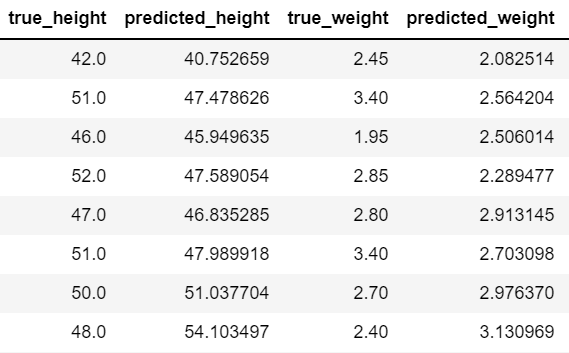 true_height predicted_height true_weight predicted_weight
42.0 40.752659 2.45 2.082514
51.0 47.478626 3.40 2.564204
46.0 45.949635 1.95 2.506014
52.0 47.589054 2.85 2.289477
47.0 46.835285 2.80 2.913145
51.0 47.989918 3.40 2.703098
50.0 51.037704 2.70 2.976370
48.0 54.103497 2.40 3.130969